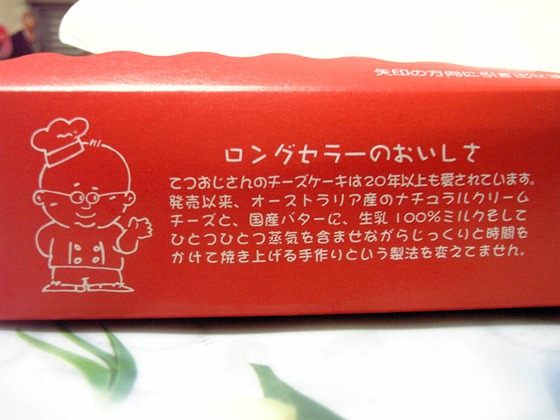 矢印の方向に引き出せ
ロングセラーのおいしさ
てつおじさんのチーズケーキは20年以上も愛されています。
発売以来、オーストラリア産のナチュラルクリーム
チーズと、国産バターに、生乳100%ミルクそして
ひとつひとつ蒸気を含ませながらじっくりと時間を
かけて焼き上げる手作りという製法を変えてません。